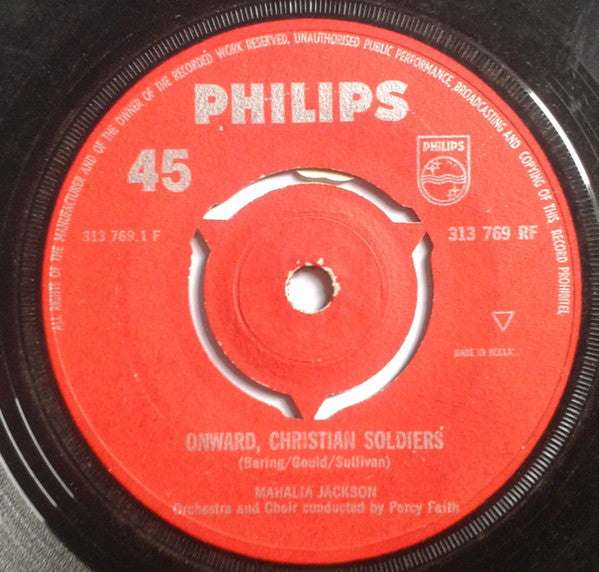 ALL RIGHTS OF THE MANUFACTURER AND OF THE OWNER OF THE RECORDED WORK RESERVED. UNAUTHORISED PUBLIC PERFORMANCE, BROADCASTING AND COPYING OF THIS RECORD PROHIBITED
PHILIPS
45
PHILIPS
313 769.1 F
313 769 RF
MADE IN
ONWARD, CHRISTIAN SOLDIERS
(Baring/Gould/Sullivan)
MAHALIA JACKSON
Orchestra and Choir conducted by Percy Faith